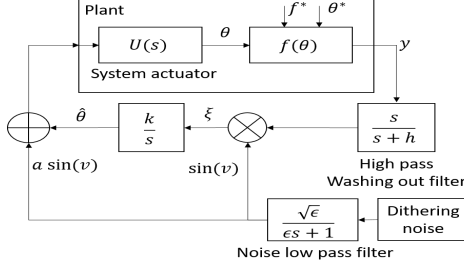 Plant
f* θ*
U(s)
θ
f(θ)
y
System actuator
θ̂
k
s
ξ
s
s + h
a sin(v)
sin(v)
High pass
Washing out filter
√ϵ
ϵs + 1
Dithering
noise
Noise low pass filter